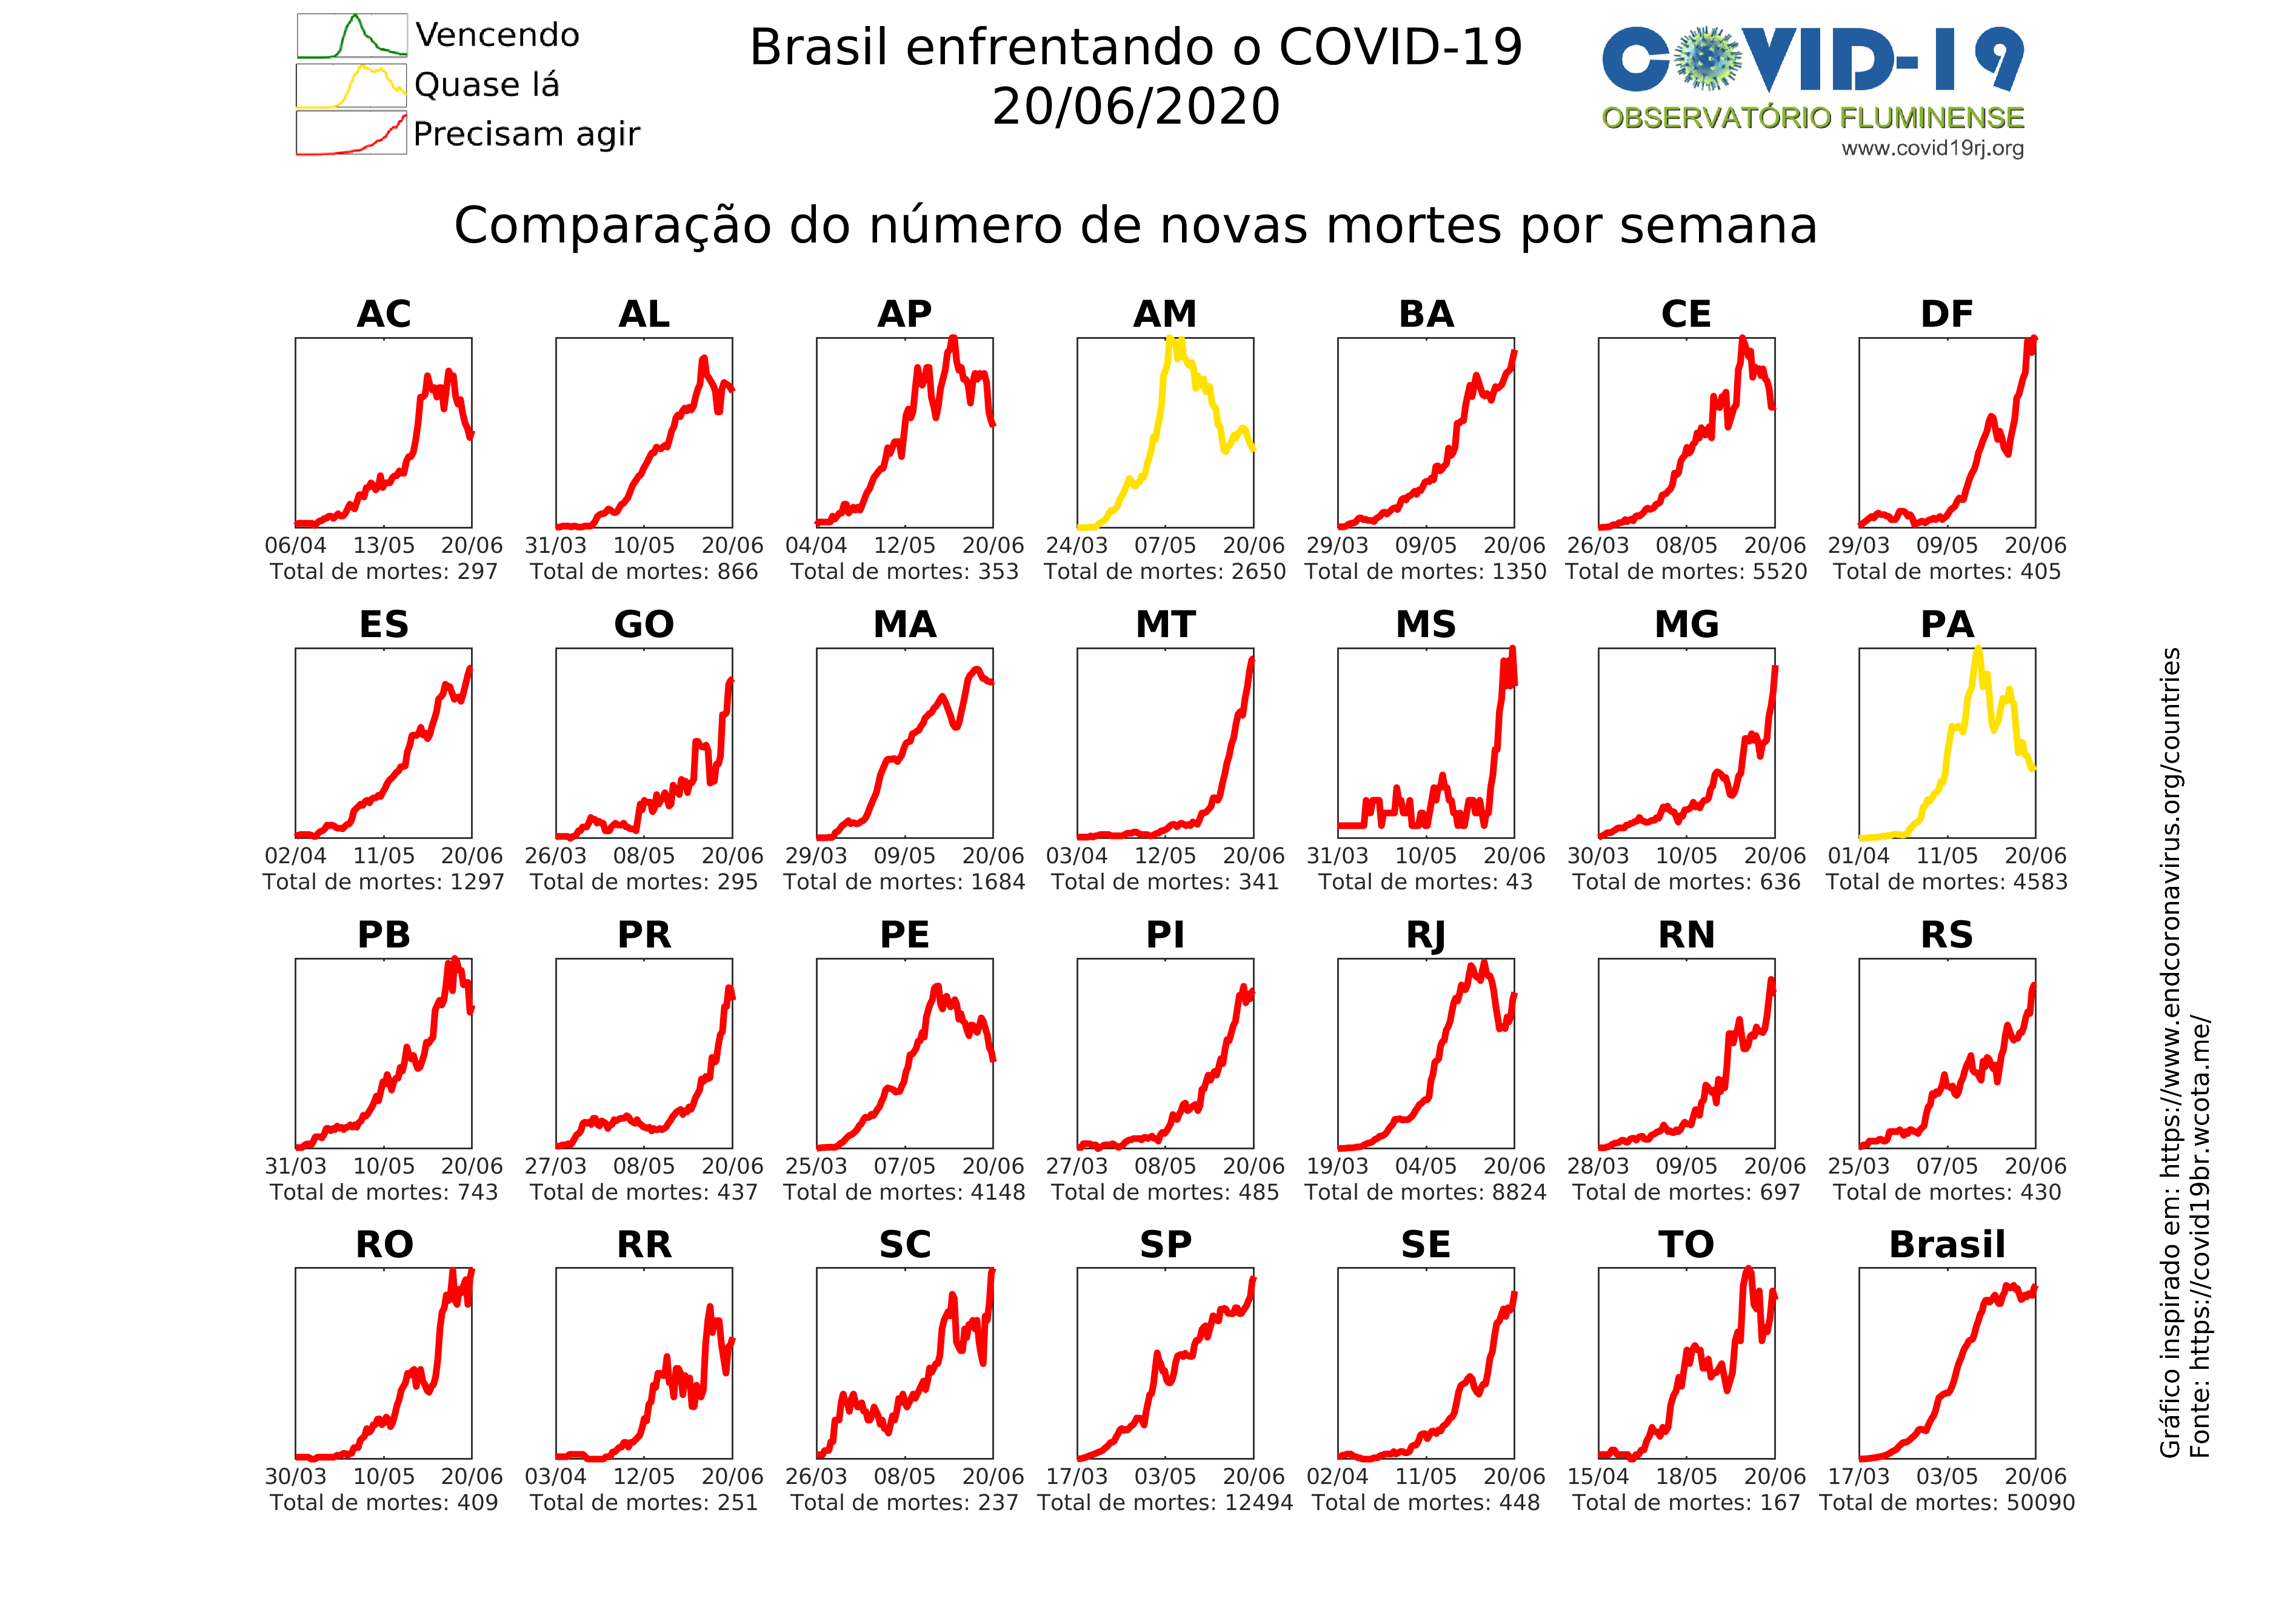 Vencendo
Quase lá
Precisam agir
Brasil enfrentando o COVID-19
20/06/2020
COVID-19
OBSERVATÓRIO FLUMINENSE
www.covid19rj.org
Comparação do número de novas mortes por semana
AC
06/04 13/05 20/06
Total de mortes: 297
AL
31/03 10/05 20/06
Total de mortes: 866
AP
04/04 12/05 20/06
Total de mortes: 353
AM
24/03 07/05 20/06
Total de mortes: 2650
BA
29/03 09/05 20/06
Total de mortes: 1350
CE
26/03 08/05 20/06
Total de mortes: 5520
DF
29/03 09/05 20/06
Total de mortes: 405
ES
02/04 11/05 20/06
Total de mortes: 1297
GO
26/03 08/05 20/06
Total de mortes: 295
MA
29/03 09/05 20/06
Total de mortes: 1684
MT
03/04 12/05 20/06
Total de mortes: 341
MS
31/03 10/05 20/06
Total de mortes: 43
MG
30/03 10/05 20/06
Total de mortes: 636
PA
01/04 11/05 20/06
Total de mortes: 4583
PB
31/03 10/05 20/06
Total de mortes: 743
PR
27/03 08/05 20/06
Total de mortes: 437
PE
25/03 07/05 20/06
Total de mortes: 4148
PI
27/03 08/05 20/06
Total de mortes: 485
RJ
19/03 04/05 20/06
Total de mortes: 8824
RN
28/03 09/05 20/06
Total de mortes: 697
RS
25/03 07/05 20/06
Total de mortes: 430
RO
30/03 10/05 20/06
Total de mortes: 409
RR
03/04 12/05 20/06
Total de mortes: 251
SC
26/03 08/05 20/06
Total de mortes: 237
SP
17/03 03/05 20/06
Total de mortes: 12494
SE
02/04 11/05 20/06
Total de mortes: 448
TO
15/04 18/05 20/06
Total de mortes: 167
Brasil
17/03 03/05 20/06
Total de mortes: 50090
Gráfico inspirado em: https://www.endcoronavirus.org/countries
Fonte: https://covid19br.wcota.me/